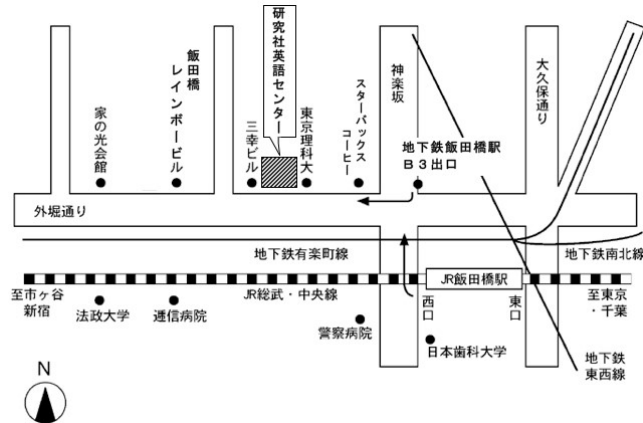 家の光会館
飯田橋
レインボービル
三幸ビル
研究社英語センター
東京理科大
スターバックス
コーヒー
神楽坂
地下鉄飯田橋駅
B3出口
大久保通り
外堀通り
地下鉄有楽町線
地下鉄南北線
至市ヶ谷
新宿
JR総武・中央線
JR飯田橋駅
西口
東口
至東京
・千葉
法政大学
逓信病院
警察病院
日本歯科大学
地下鉄
東西線
N